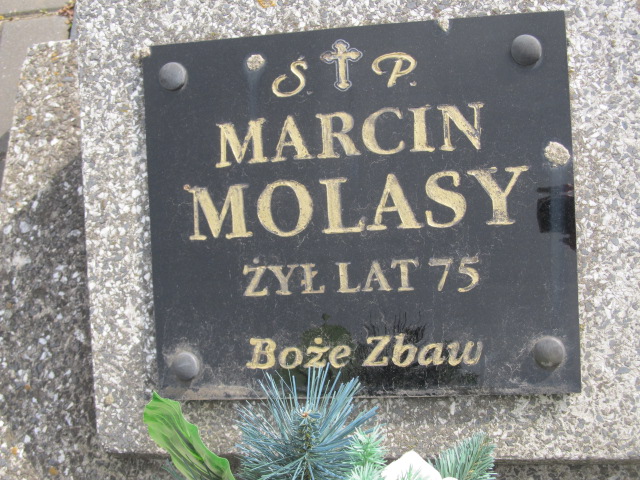 Ś. P.
MARCIN
MOLASY
ŻYŁ LAT 75
Boże Zbaw